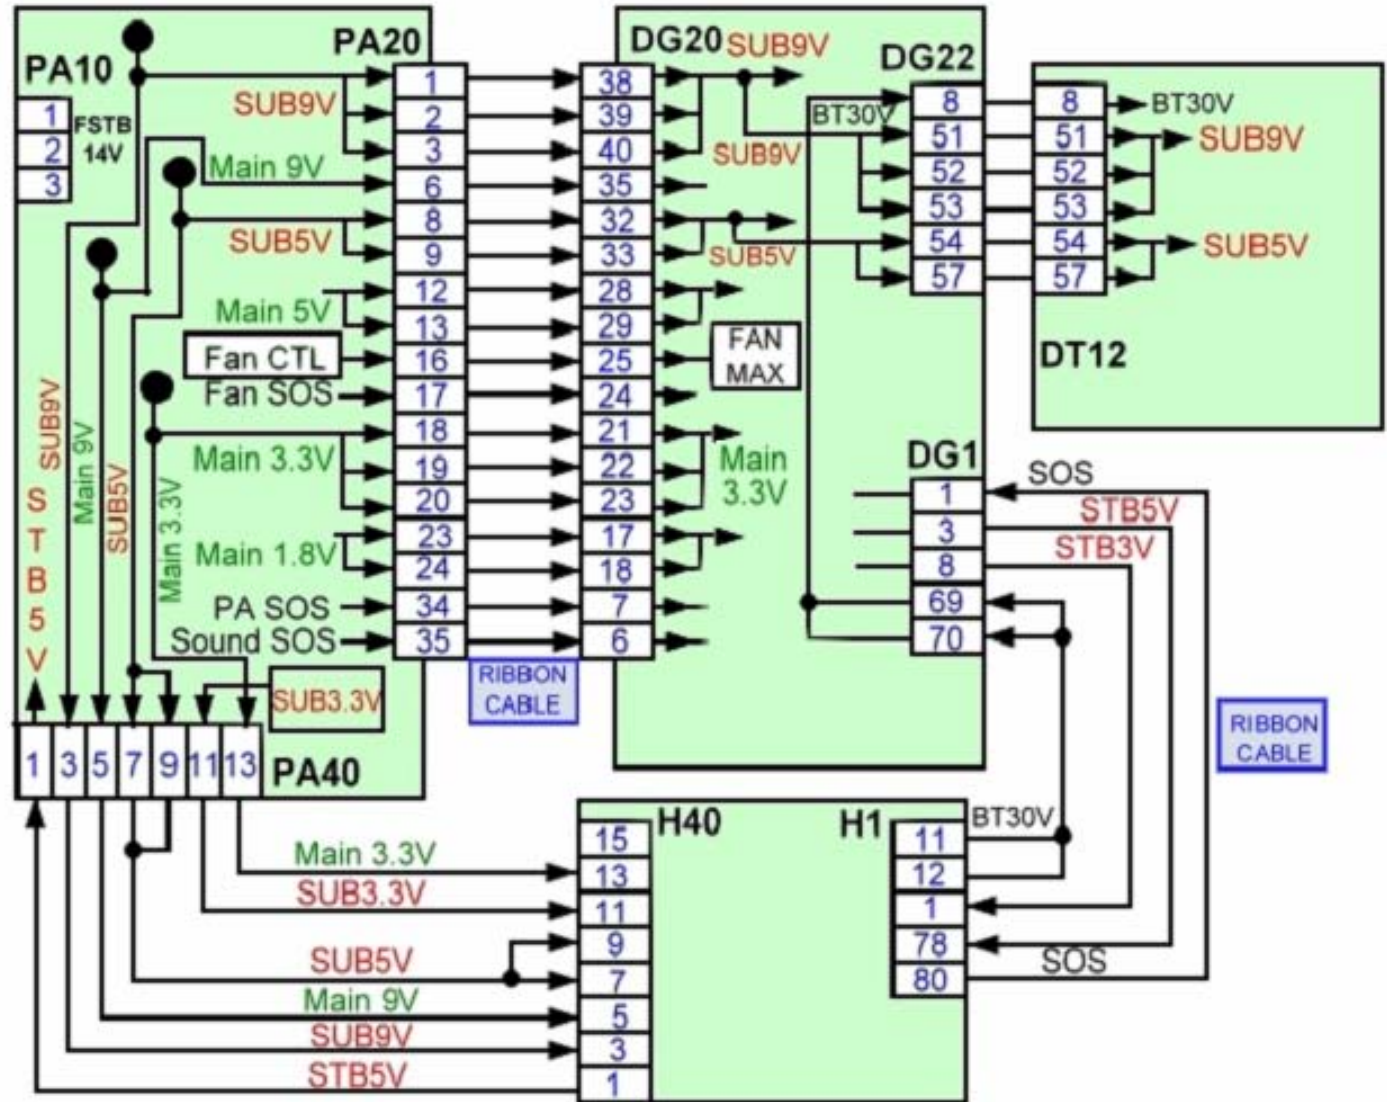 PA10
1
2
3
FSTB
14V
PA20
1
2
3
6
8
9
12
13
16
17
18
19
20
23
24
34
35
SUB9V
Main 9V
SUB5V
Main 5V
Fan CTL
Fan SOS
Main 3.3V
Main 1.8V
PA SOS
Sound SOS
STB5V
SUB9V
Main 9V
SUB5V
Main 3.3V
SUB3.3V
1 3 5 7 9 11 13
PA40
RIBBON
CABLE
DG20
SUB9V
38
39
40
35
32
33
28
29
25
24
21
22
23
17
18
7
6
SUB9V
SUB5V
FAN
MAX
Main
3.3V
DG22
BT30V
8
51
52
53
54
57
8
51
52
53
54
57
BT30V
SUB9V
SUB5V
DT12
DG1
1
3
8
69
70
SOS
STB5V
STB3V
RIBBON
CABLE
H40
15
13
11
9
7
5
3
1
H1
11
12
1
78
80
BT30V
SOS
Main 3.3V
SUB3.3V
SUB5V
Main 9V
SUB9V
STB5V